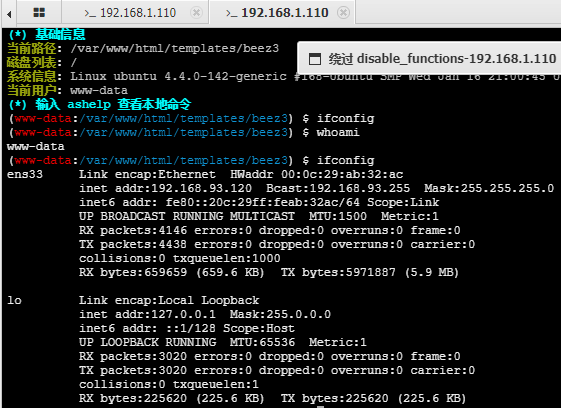 >_ 192.168.1.110
>_ 192.168.1.110
(*) 基础信息
当前路径: /var/www/html/templates/beez3
磁盘列表: /
绕过 disable_functions-192.168.1.110
系统信息: Linux ubuntu 4.4.0-142-generic #168-Ubuntu SMP Wed Jan 16 21:00:45
当前用户: www-data
(*) 输入 ashelp 查看本地命令
(www-data:/var/www/html/templates/beez3) $ ifconfig
(www-data:/var/www/html/templates/beez3) $ whoami
www-data
(www-data:/var/www/html/templates/beez3) $ ifconfig
ens33     Link encap:Ethernet  HWaddr 00:0c:29:ab:32:ac
          inet addr:192.168.93.120  Bcast:192.168.93.255  Mask:255.255.255.0
          inet6 addr: fe80::20c:29ff:feab:32ac/64 Scope:Link
          UP BROADCAST RUNNING MULTICAST  MTU:1500  Metric:1
          RX packets:4146 errors:0 dropped:0 overruns:0 frame:0
          TX packets:4438 errors:0 dropped:0 overruns:0 carrier:0
          collisions:0 txqueuelen:1000
          RX bytes:659659 (659.6 KB)  TX bytes:5971887 (5.9 MB)
lo        Link encap:Local Loopback
          inet addr:127.0.0.1  Mask:255.0.0.0
          inet6 addr: ::1/128 Scope:Host
          UP LOOPBACK RUNNING  MTU:65536  Metric:1
          RX packets:3020 errors:0 dropped:0 overruns:0 frame:0
          TX packets:3020 errors:0 dropped:0 overruns:0 carrier:0
          collisions:0 txqueuelen:1
          RX bytes:225620 (225.6 KB)  TX bytes:225620 (225.6 KB)